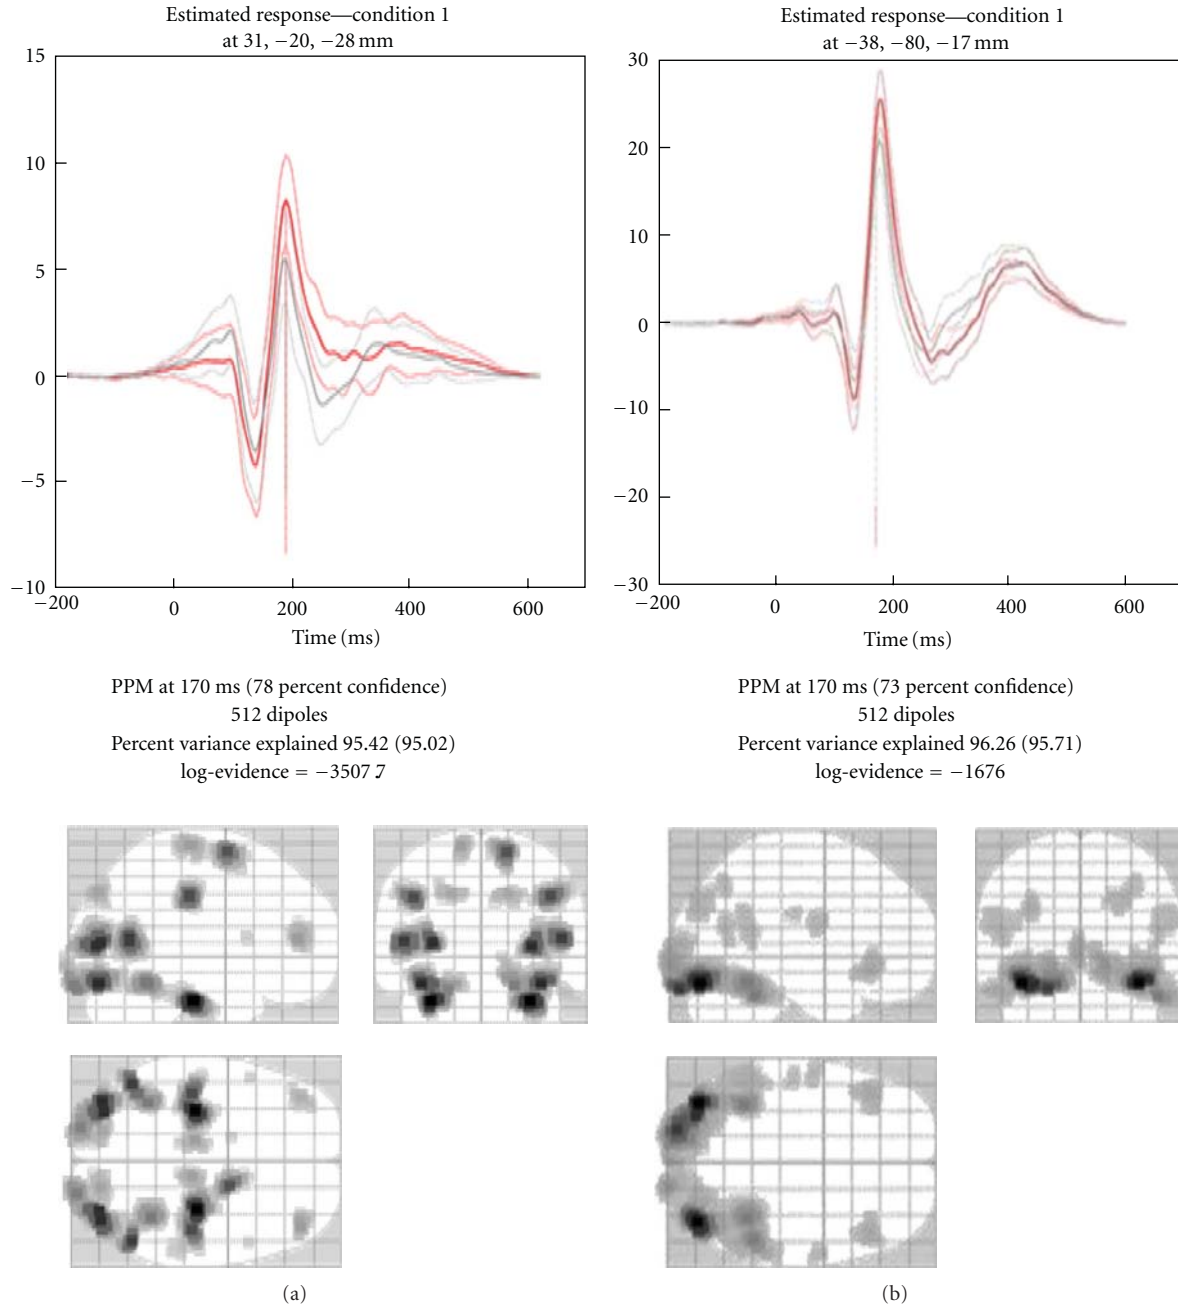 Estimated response—condition 1
at 31, −20, −28 mm
15
10
5
0
−5
−10
−200
0
200
400
600
Time (ms)
PPM at 170 ms (78 percent confidence)
512 dipoles
Percent variance explained 95.42 (95.02)
log-evidence = −3507.7
(a)
Estimated response—condition 1
at −38, −80, −17 mm
30
20
10
0
−10
−20
−30
−200
0
200
400
600
Time (ms)
PPM at 170 ms (73 percent confidence)
512 dipoles
Percent variance explained 96.26 (95.71)
log-evidence = −1676
(b)